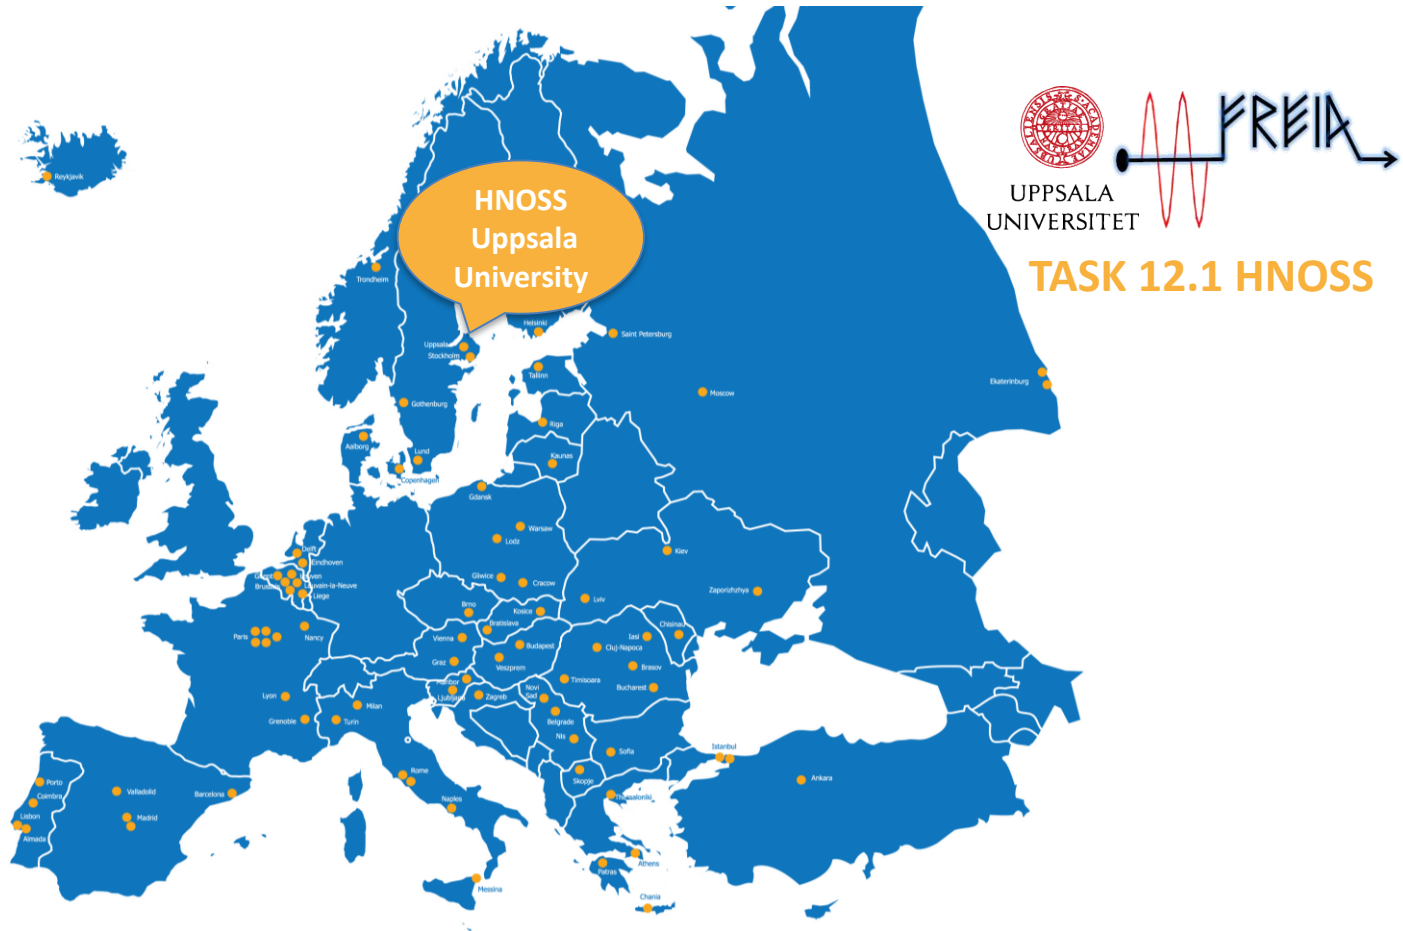 FREIA
UPPSALA
UNIVERSITET
TASK 12.1 HNOSS
HNOSS
Uppsala
University
Reykjavik
Trondheim
Helsinki
Saint Petersburg
Uppsala
Stockholm
Tallinn
Ekaterinburg
Moscow
Gothenburg
Riga
Aalborg
Lund
Kaunas
Copenhagen
Gdansk
Warsaw
Lodz
Delft
Kiev
Eindhoven
Gliwice
Cracow
Louvain-la-Neuve
Liege
Zaporizhzhya
Lviv
Brno
Kosice
Bratislava
Chisinau
Paris
Nancy
Vienna
Iasi
Budapest
Cluj-Napoca
Graz
Veszprem
Brasov
Maribor
Timisoara
Novi
Sad
Bucharest
Lyon
Ljubljana
Zagreb
Milan
Grenoble
Turin
Belgrade
Nis
Sofia
Istanbul
Rome
Skopje
Ankara
Porto
Valladolid
Barcelona
Coimbra
Thessaloniki
Naples
Lisbon
Madrid
Almada
Athens
Patras
Messina
Chania